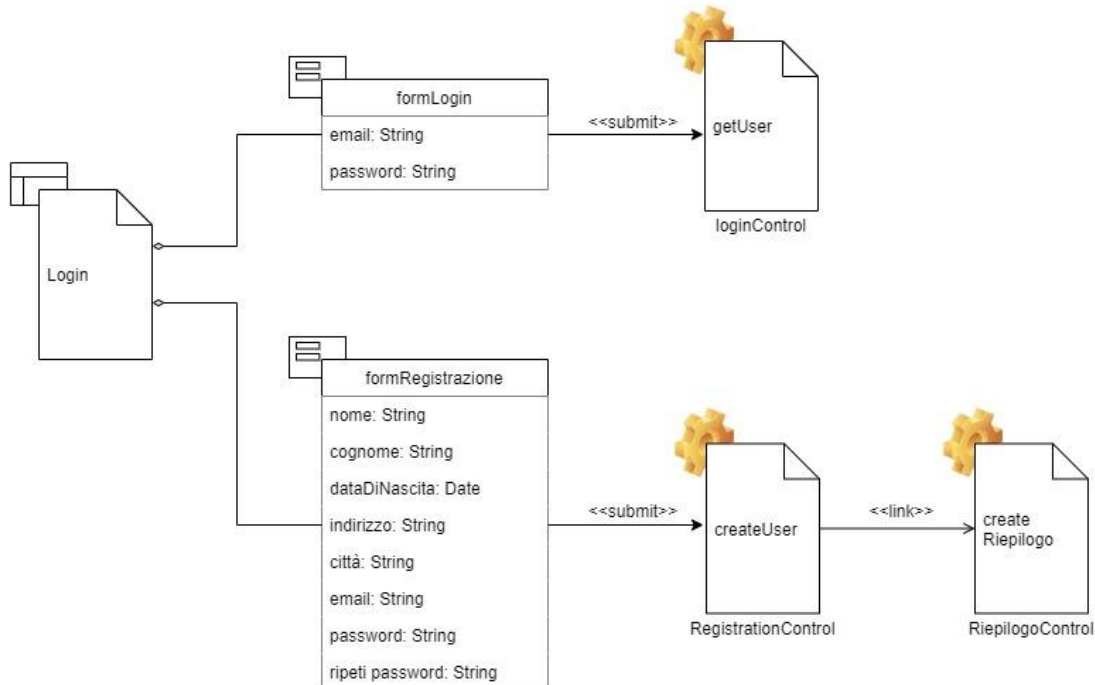 formLogin
email: String
password: String
<<submit>>
getUser
loginControl
Login
formRegistrazione
nome: String
cognome: String
dataDiNascita: Date
indirizzo: String
città: String
email: String
password: String
ripeti password: String
<<submit>>
createUser
RegistrationControl
<<link>>
create
Riepilogo
RiepilogoControl